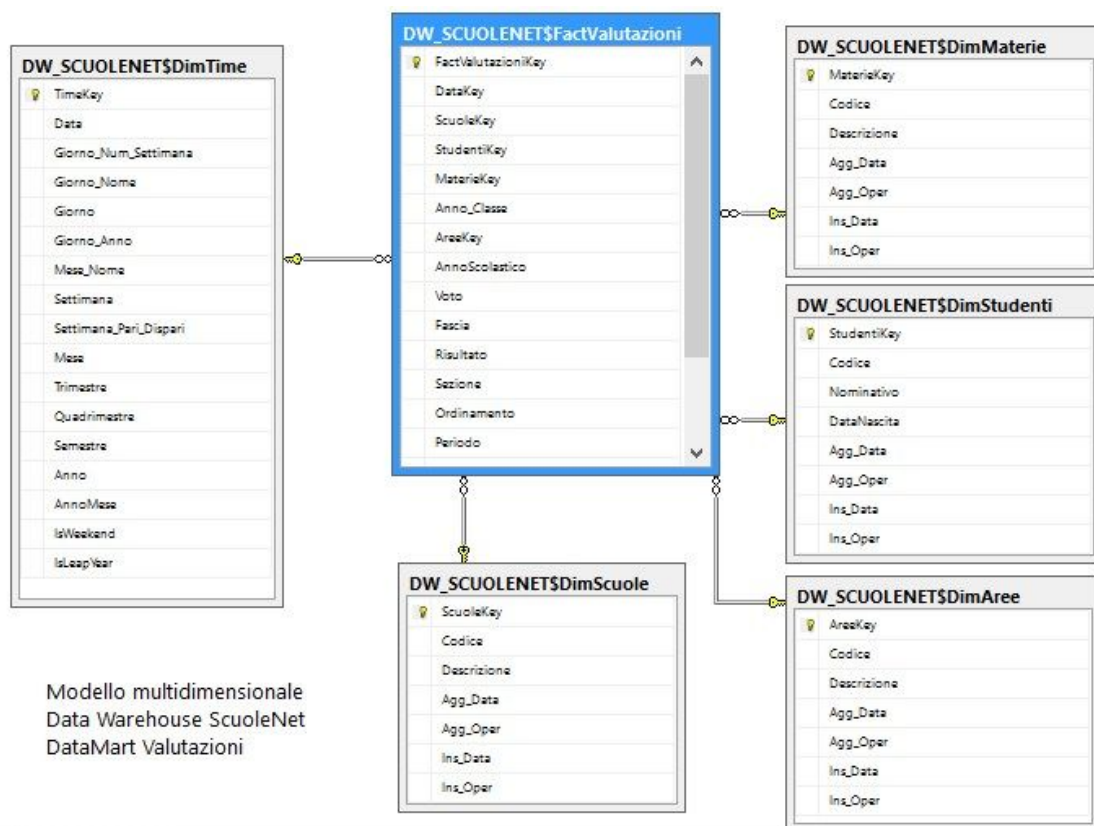 DW_SCUOLENET$DimTime
TimeKey
Data
Giorno_Num_Settimana
Giorno_Nome
Giorno
Giorno_Anno
Mese_Nome
Settimana
Settimana_Pari_Dispari
Mese
Trimestre
Quadrimestre
Semestre
Anno
AnnoMese
IsWeekend
IsLeapYear
DW_SCUOLENET$FactValutazioni
FactValutazioniKey
DataKey
ScuoleKey
StudentiKey
MaterieKey
Anno_Classe
AreeKey
AnnoScolastico
Voto
Fascia
Risultato
Sezione
Ordinamento
Periodo
DW_SCUOLENET$DimMaterie
MaterieKey
Codice
Descrizione
Agg_Data
Agg_Oper
Ins_Data
Ins_Oper
DW_SCUOLENET$DimStudenti
StudentiKey
Codice
Nominativo
DataNascita
Agg_Data
Agg_Oper
Ins_Data
Ins_Oper
DW_SCUOLENET$DimScuole
ScuoleKey
Codice
Descrizione
Agg_Data
Agg_Oper
Ins_Data
Ins_Oper
DW_SCUOLENET$DimAree
AreeKey
Codice
Descrizione
Agg_Data
Agg_Oper
Ins_Data
Ins_Oper
Modello multidimensionale
Data Warehouse ScuoleNet
DataMart Valutazioni